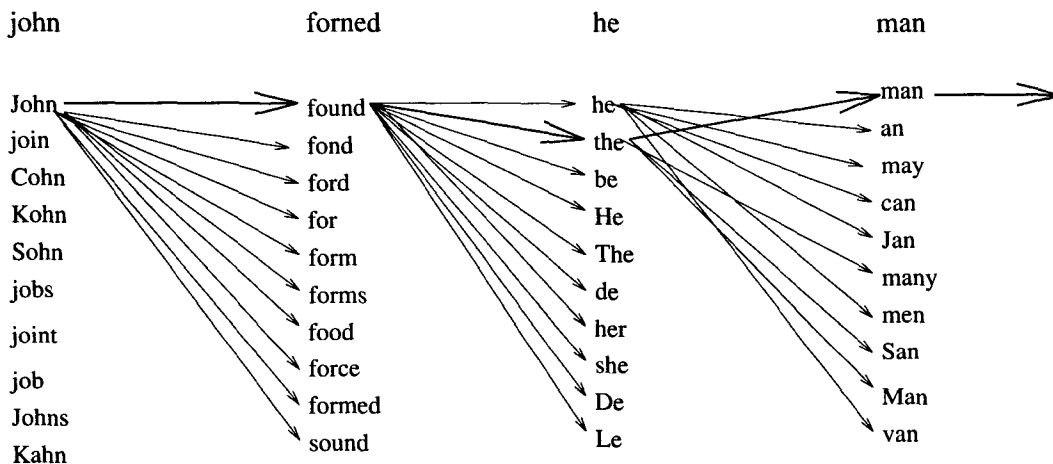 john forned he man
John found he man
join fond the an
Cohn ford be may
Kohn for He can
Sohn form The Jan
jobs forms de many
joint food her men
job force she San
Johns formed De Man
Kahn sound Le van